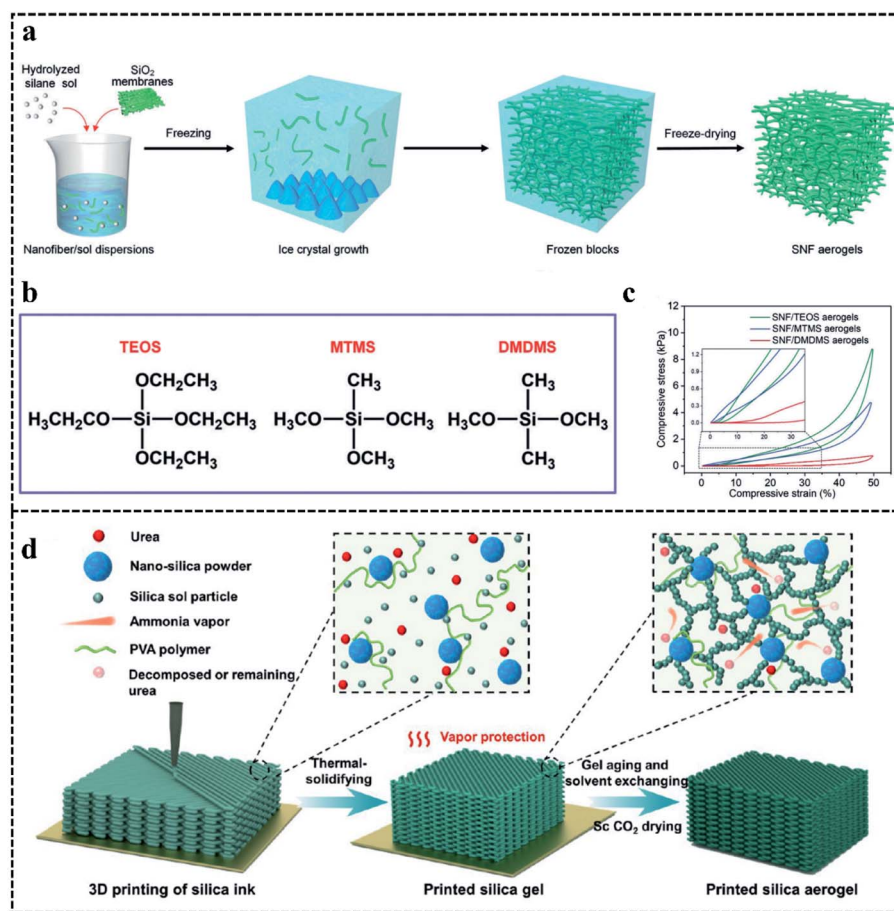 a
Hydrolyzed
silane sol
SiO2
membranes
Freezing
Freeze-drying
Nanofiber/sol dispersions
Ice crystal growth
Frozen blocks
SNF aerogels
b
TEOS
MTMS
DMDMS
OCH2CH3
H3CH2CO—Si—OCH2CH3
OCH2CH3
CH3
H3CO—Si—OCH3
OCH3
CH3
H3CO—Si—OCH3
CH3
c
SNF/TEOS aerogels
SNF/MTMS aerogels
SNF/DMDMS aerogels
Compressive stress (kPa)
12
10
8
6
4
2
0
1.2
0.9
0.6
0.3
0.0
0 10 20 30
0 10 20 30 40 50
Compressive strain (%)
d
Urea
Nano-silica powder
Silica sol particle
Ammonia vapor
PVA polymer
Decomposed or remaining
urea
Vapor protection
Thermal-
solidifying
Gel aging and
solvent exchanging
Sc CO2 drying
3D printing of silica ink
Printed silica gel
Printed silica aerogel